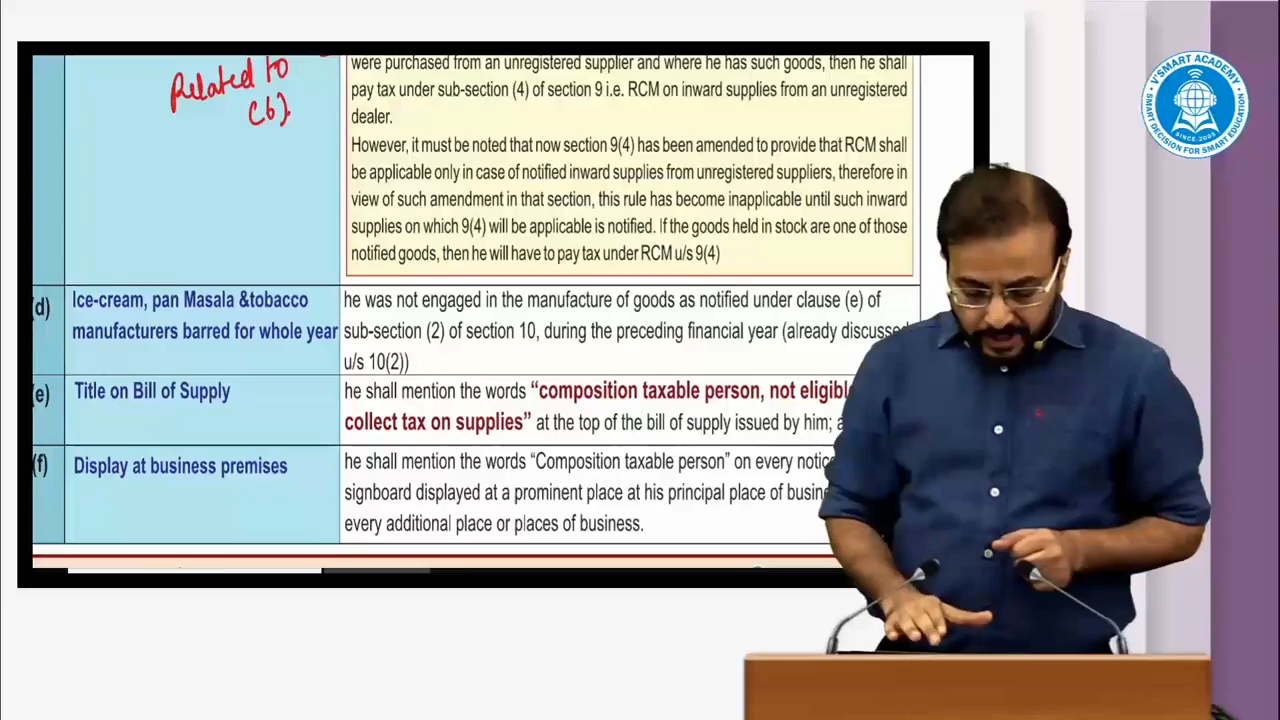 Related to
(b).
were purchased from an unregistered supplier and where he has such goods, then he shall
pay tax under sub-section (4) of section 9 i.e. RCM on inward supplies from an unregistered
dealer.
However, it must be noted that now section 9(4) has been amended to provide that RCM shall
be applicable only in case of notified inward supplies from unregistered suppliers, therefore in
view of such amendment in that section, this rule has become inapplicable until such inward
supplies on which 9(4) will be applicable is notified. If the goods held in stock are one of those
notified goods, then he will have to pay tax under RCM u/s 9(4)
(d)
Ice-cream, pan Masala &tobacco
manufacturers barred for whole year
he was not engaged in the manufacture of goods as notified under clause (e) of
sub-section (2) of section 10, during the preceding financial year (already discussed
u/s 10(2))
(e)
Title on Bill of Supply
he shall mention the words “composition taxable person, not
collect tax on supplies” at the top of the bill of supply issued by him;
(f)
Display at business premises
he shall mention the words “Composition taxable person” on every
signboard displayed at a prominent place at his principal place of
every additional place or places of business.
V'SMART ACADEMY
SINCE-2005
SMART DECISION FOR SMART EDUCATION